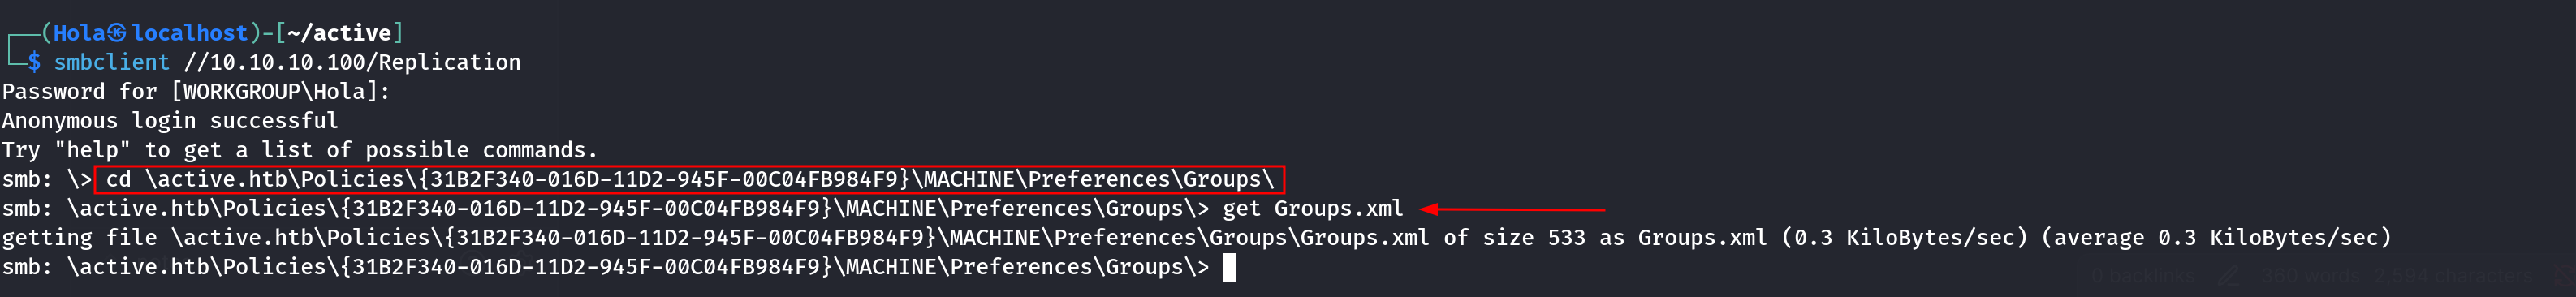 (Hola㉿localhost)-[~/active]
$ smbclient //10.10.10.100/Replication
Password for [WORKGROUP\Hola]:
Anonymous login successful
Try "help" to get a list of possible commands.
smb: \> cd \active.htb\Policies\{31B2F340-016D-11D2-945F-00C04FB984F9}\MACHINE\Preferences\Groups\
smb: \active.htb\Policies\{31B2F340-016D-11D2-945F-00C04FB984F9}\MACHINE\Preferences\Groups\> get Groups.xml
getting file \active.htb\Policies\{31B2F340-016D-11D2-945F-00C04FB984F9}\MACHINE\Preferences\Groups\Groups.xml of size 533 as Groups.xml (0.3 KiloBytes/sec) (average 0.3 KiloBytes/sec)
smb: \active.htb\Policies\{31B2F340-016D-11D2-945F-00C04FB984F9}\MACHINE\Preferences\Groups\>
0 backlinks 360 words 2,594 characters